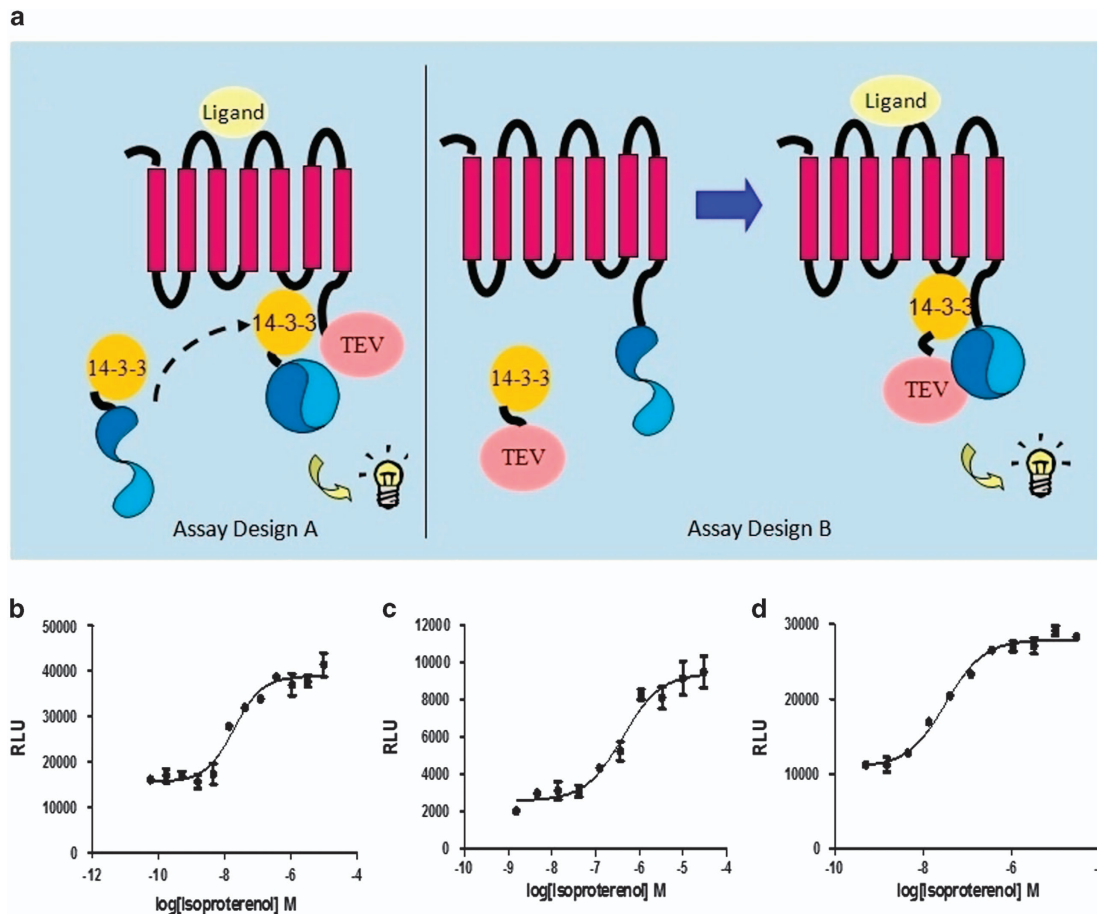 a
Ligand
Ligand
14-3-3
TEV
14-3-3
14-3-3
TEV
14-3-3
TEV
Assay Design A
Assay Design B
b
50000
40000
30000
20000
10000
0
RLU
-12
-10
-8
-6
-4
log[Isoproterenol] M
c
12000
10000
8000
6000
4000
2000
0
RLU
-10
-9
-8
-7
-6
-5
-4
log[Isoproterenol] M
d
30000
20000
10000
0
RLU
-10
-8
-6
log[Isoproterenol] M